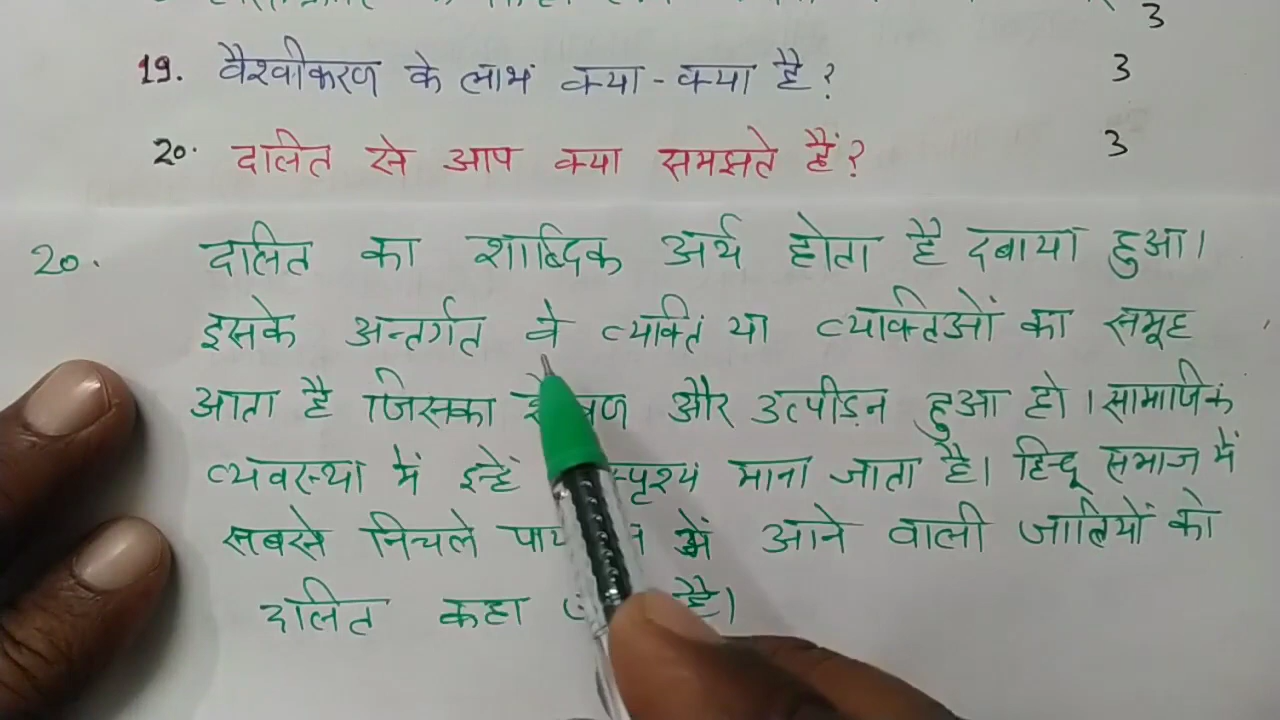 3
19. वैश्वीकरण के लाभ क्या - क्या है ? 3
20. दलित से आप क्या समझते हैं ? 3
20. दलित का शाब्दिक अर्थ होता है दबाया हुआ।
इसके अन्तर्गत वे व्यक्ति या व्यक्तिओं का समूह
आता है जिसका और उत्पीड़न हुआ हो। सामाजिक
व्यवस्था में इन्हें माना जाता है। हिन्दू समाज में
सबसे निचले में आने वाली जातियों को
दलित कहा है।